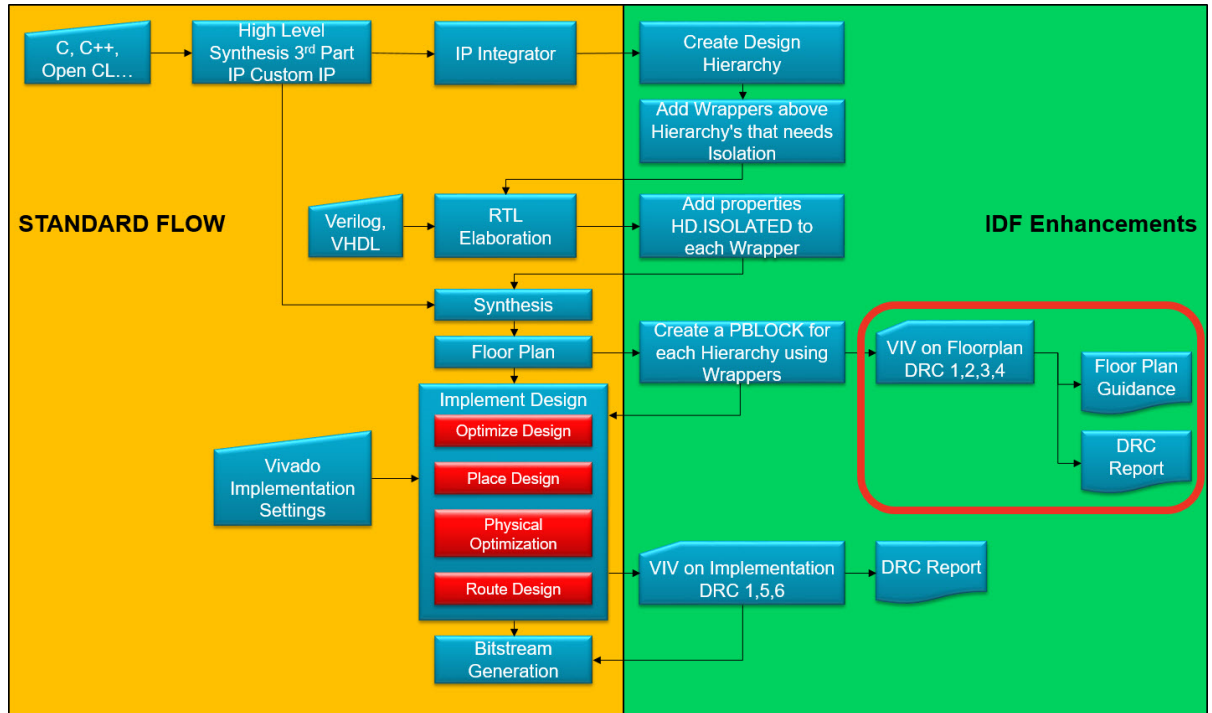 C, C++,
Open CL...
High Level
Synthesis 3rd Part
IP Custom IP
IP Integrator
Create Design
Hierarchy
Add Wrappers above
Hierarchy's that needs
Isolation
STANDARD FLOW
Verilog,
VHDL
RTL
Elaboration
Add properties
HD.ISOLATED to
each Wrapper
IDF Enhancements
Synthesis
Floor Plan
Create a PBLOCK for
each Hierarchy using
Wrappers
VIV on Floorplan
DRC 1,2,3,4
Floor Plan
Guidance
DRC
Report
Implement Design
Optimize Design
Place Design
Physical
Optimization
Route Design
Vivado
Implementation
Settings
VIV on Implementation
DRC 1,5,6
DRC Report
Bitstream
Generation